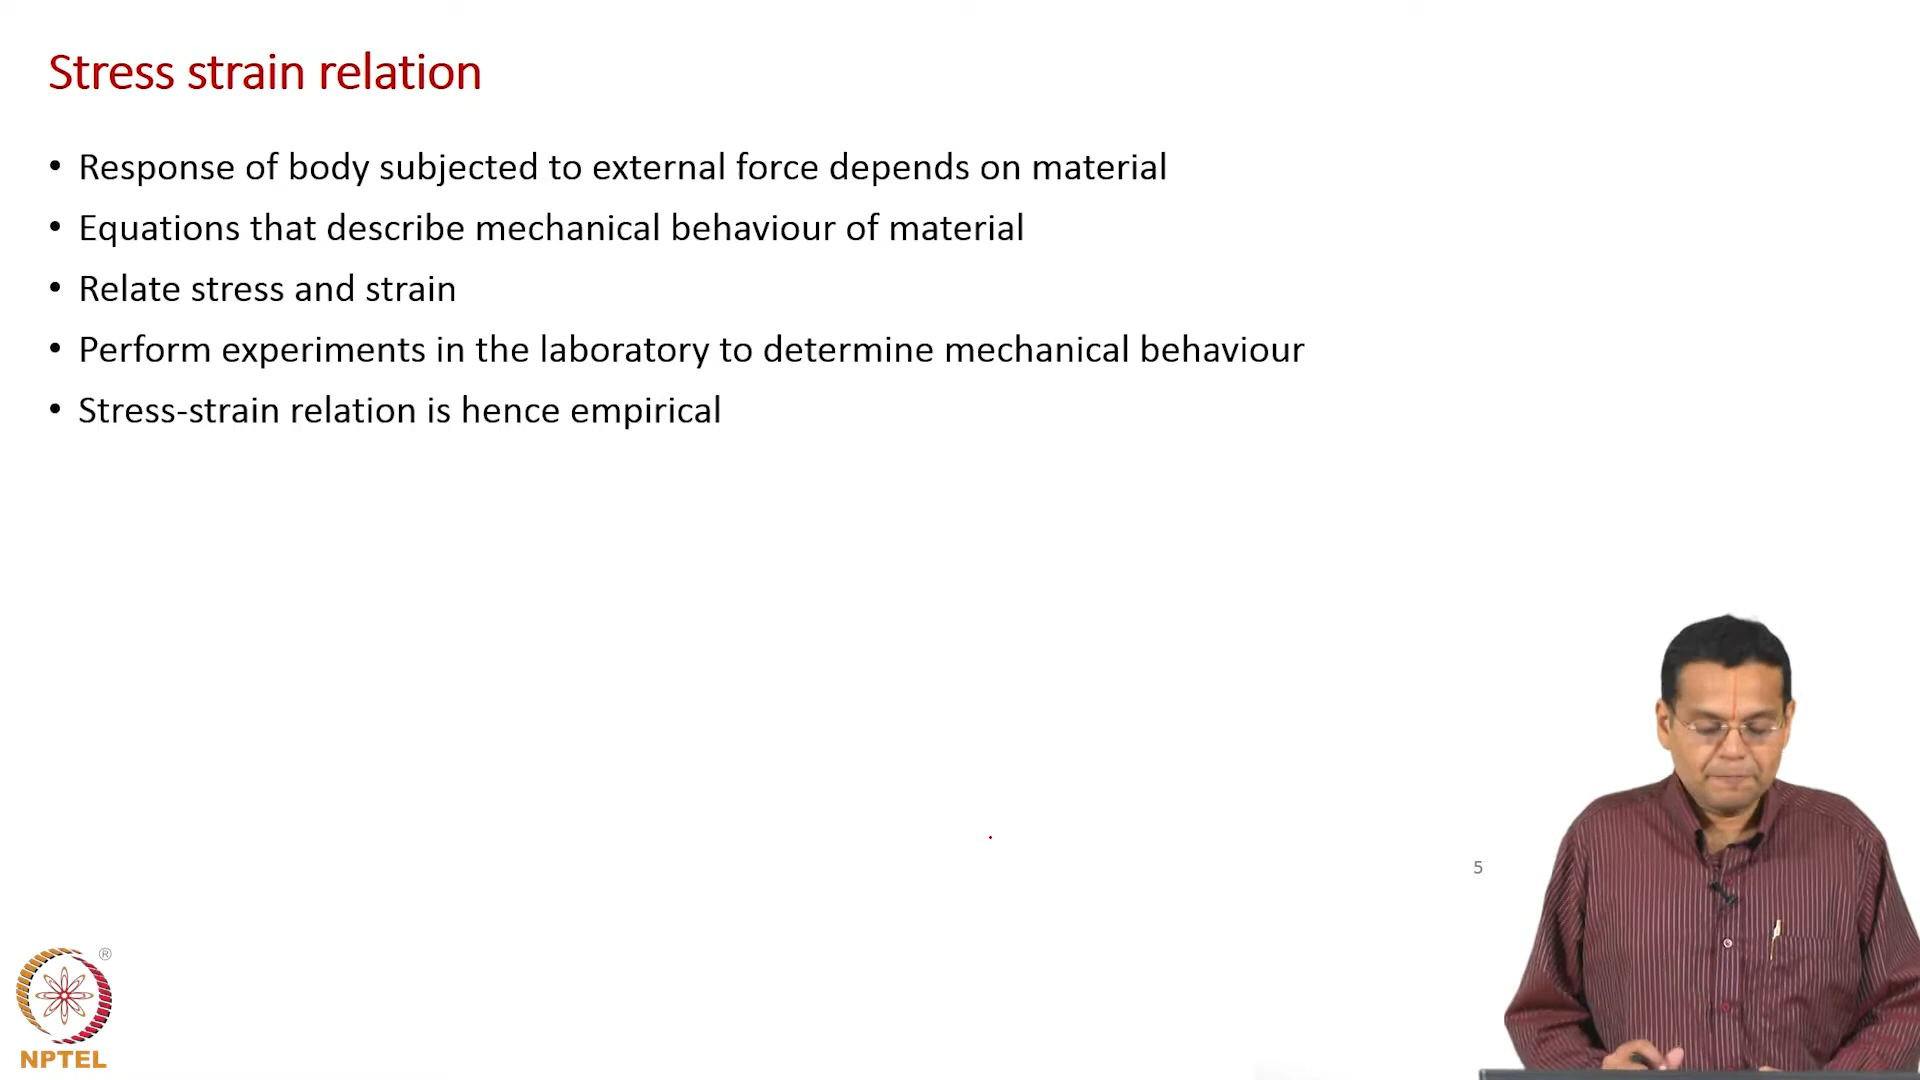 Stress strain relation
• Response of body subjected to external force depends on material
• Equations that describe mechanical behaviour of material
• Relate stress and strain
• Perform experiments in the laboratory to determine mechanical behaviour
• Stress-strain relation is hence empirical
5
®
NPTEL